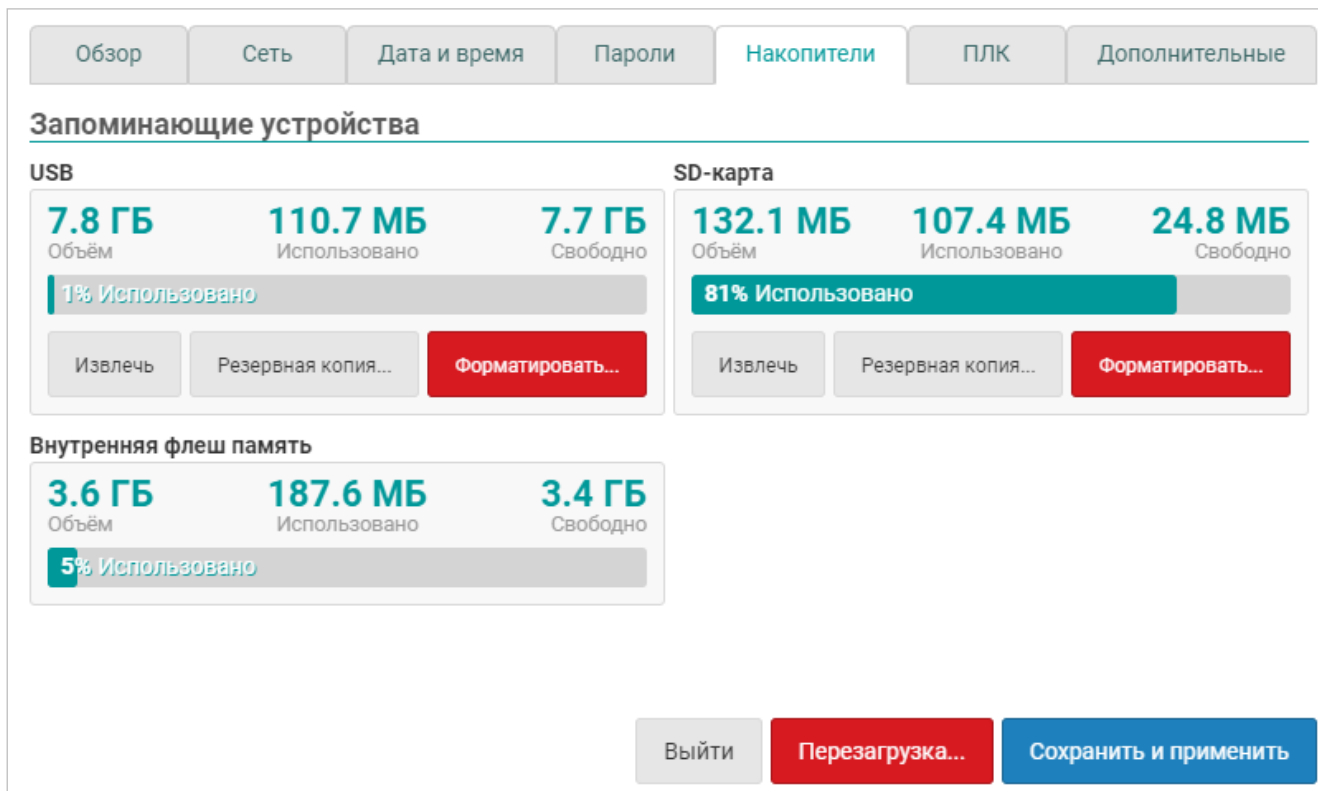 Обзор Сеть Дата и время Пароли Накопители ПЛК Дополнительные
Запоминающие устройства
USB
7.8 ГБ 110.7 МБ 7.7 ГБ
Объём Использовано Свободно
1% Использовано
Извлечь Резервная копия... Форматировать...
SD-карта
132.1 МБ 107.4 МБ 24.8 МБ
Объём Использовано Свободно
81% Использовано
Извлечь Резервная копия... Форматировать...
Внутренняя флеш память
3.6 ГБ 187.6 МБ 3.4 ГБ
Объём Использовано Свободно
5% Использовано
Выйти Перезагрузка... Сохранить и применить